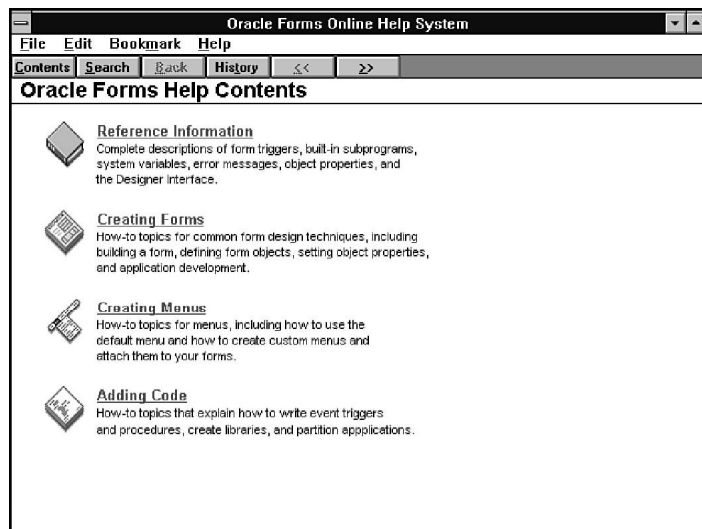 Oracle Forms Online Help System
File Edit Bookmark Help
Contents Search Back History << >>
Oracle Forms Help Contents
Reference Information
Complete descriptions of form triggers, built-in subprograms,
system variables, error messages, object properties, and
the Designer Interface.
Creating Forms
How-to topics for common form design techniques, including
building a form, defining form objects, setting object properties,
and application development.
Creating Menus
How-to topics for menus, including how to use the
default menu and how to create custom menus and
attach them to your forms.
Adding Code
How-to topics that explain how to write event triggers
and procedures, create libraries, and partition appplications.